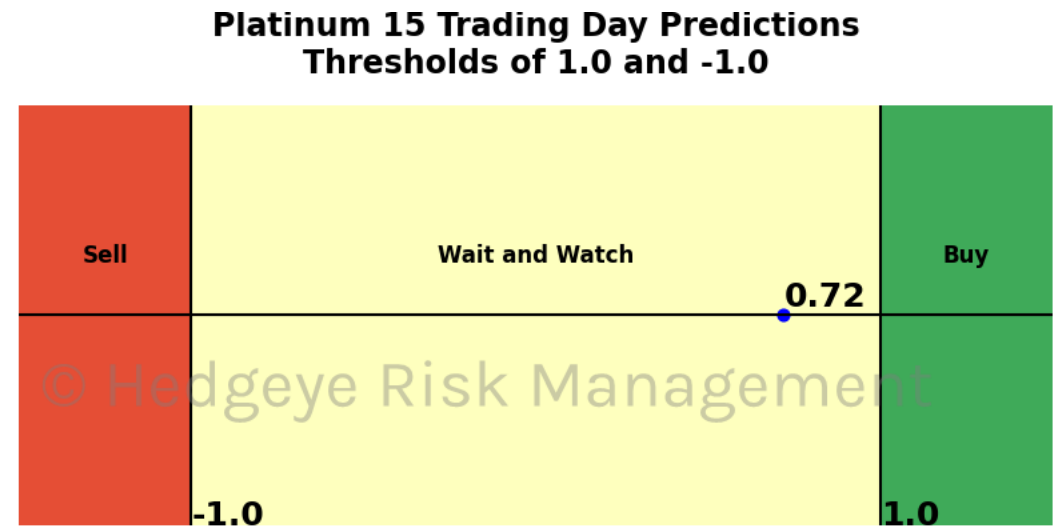 Platinum 15 Trading Day Predictions
Thresholds of 1.0 and -1.0
Sell
Wait and Watch
Buy
0.72
© Hedgeye Risk Management
-1.0
1.0